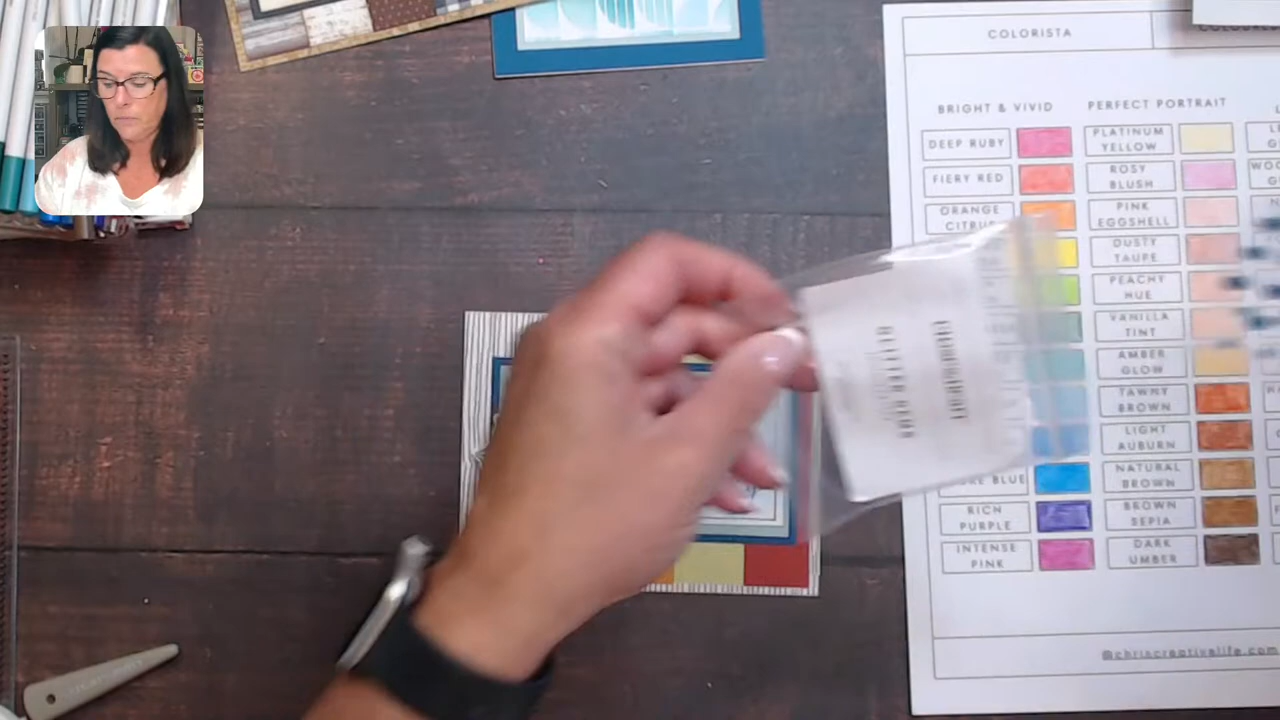 COLORISTA
BRIGHT & VIVID
DEEP RUBY
FIERY RED
ORANGE
CITRUS
RICH
PURPLE
INTENSE
PINK
PERFECT PORTRAIT
PLATINUM
YELLOW
ROSY
BLUSH
PINK
EGGSHELL
DUSTY
TAUPE
PEACHY
HUE
VANILLA
TINT
AMBER
GLOW
TAWNY
BROWN
LIGHT
AUBURN
NATURAL
BROWN
BROWN
SEPIA
DARK
UMBER
BLUE
@chriscreativelife.com